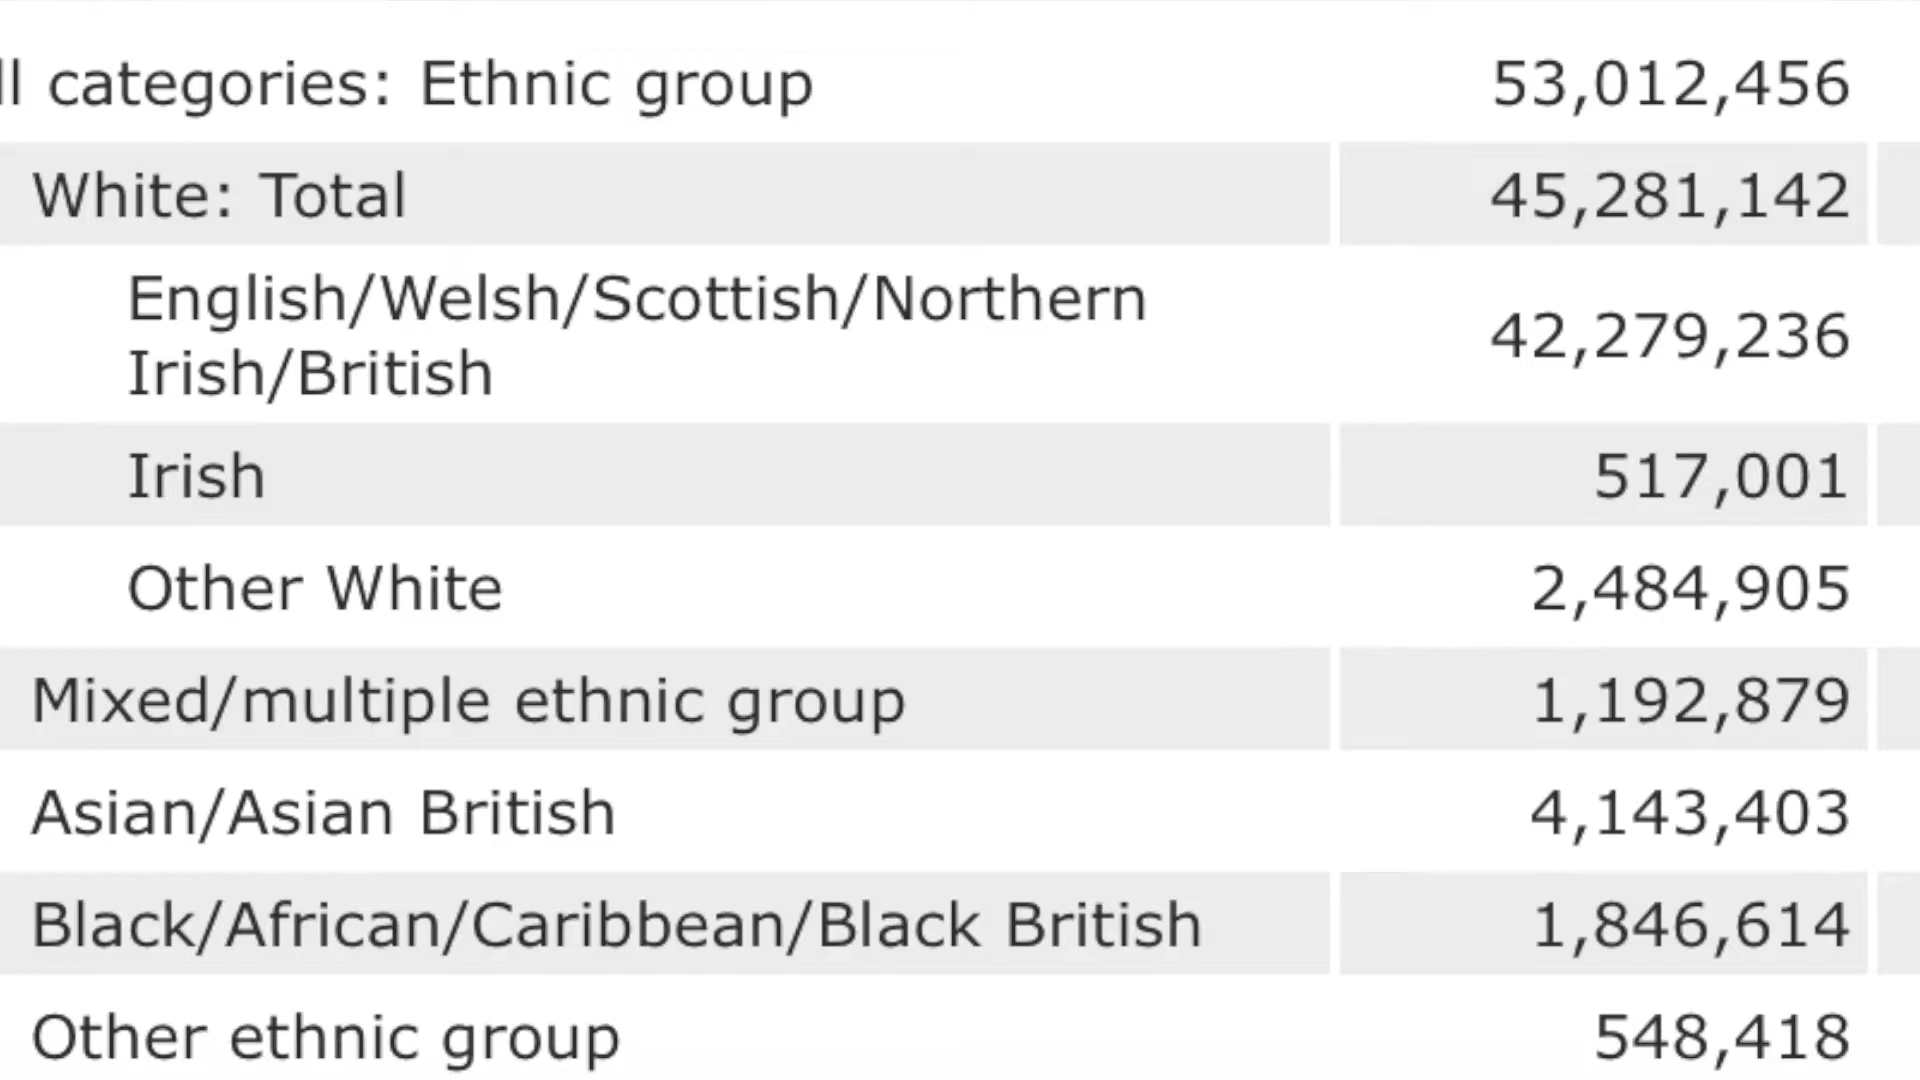 ll categories: Ethnic group 53,012,456
White: Total 45,281,142
English/Welsh/Scottish/Northern
Irish/British 42,279,236
Irish 517,001
Other White 2,484,905
Mixed/multiple ethnic group 1,192,879
Asian/Asian British 4,143,403
Black/African/Caribbean/Black British 1,846,614
Other ethnic group 548,418